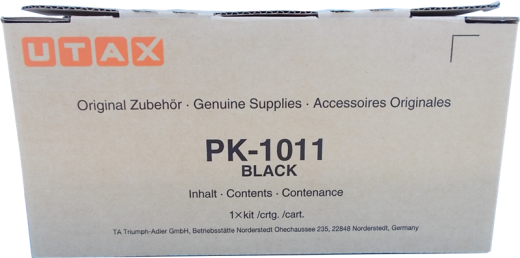 UTAX
Original Zubehör · Genuine Supplies · Accessoires Originales
PK-1011
BLACK
Inhalt · Contents · Contenance
1×kit /crtg. /cart.
TA Triumph-Adler GmbH, Betriebsstätte Norderstedt Ohechaussee 235, 22848 Norderstedt, Germany